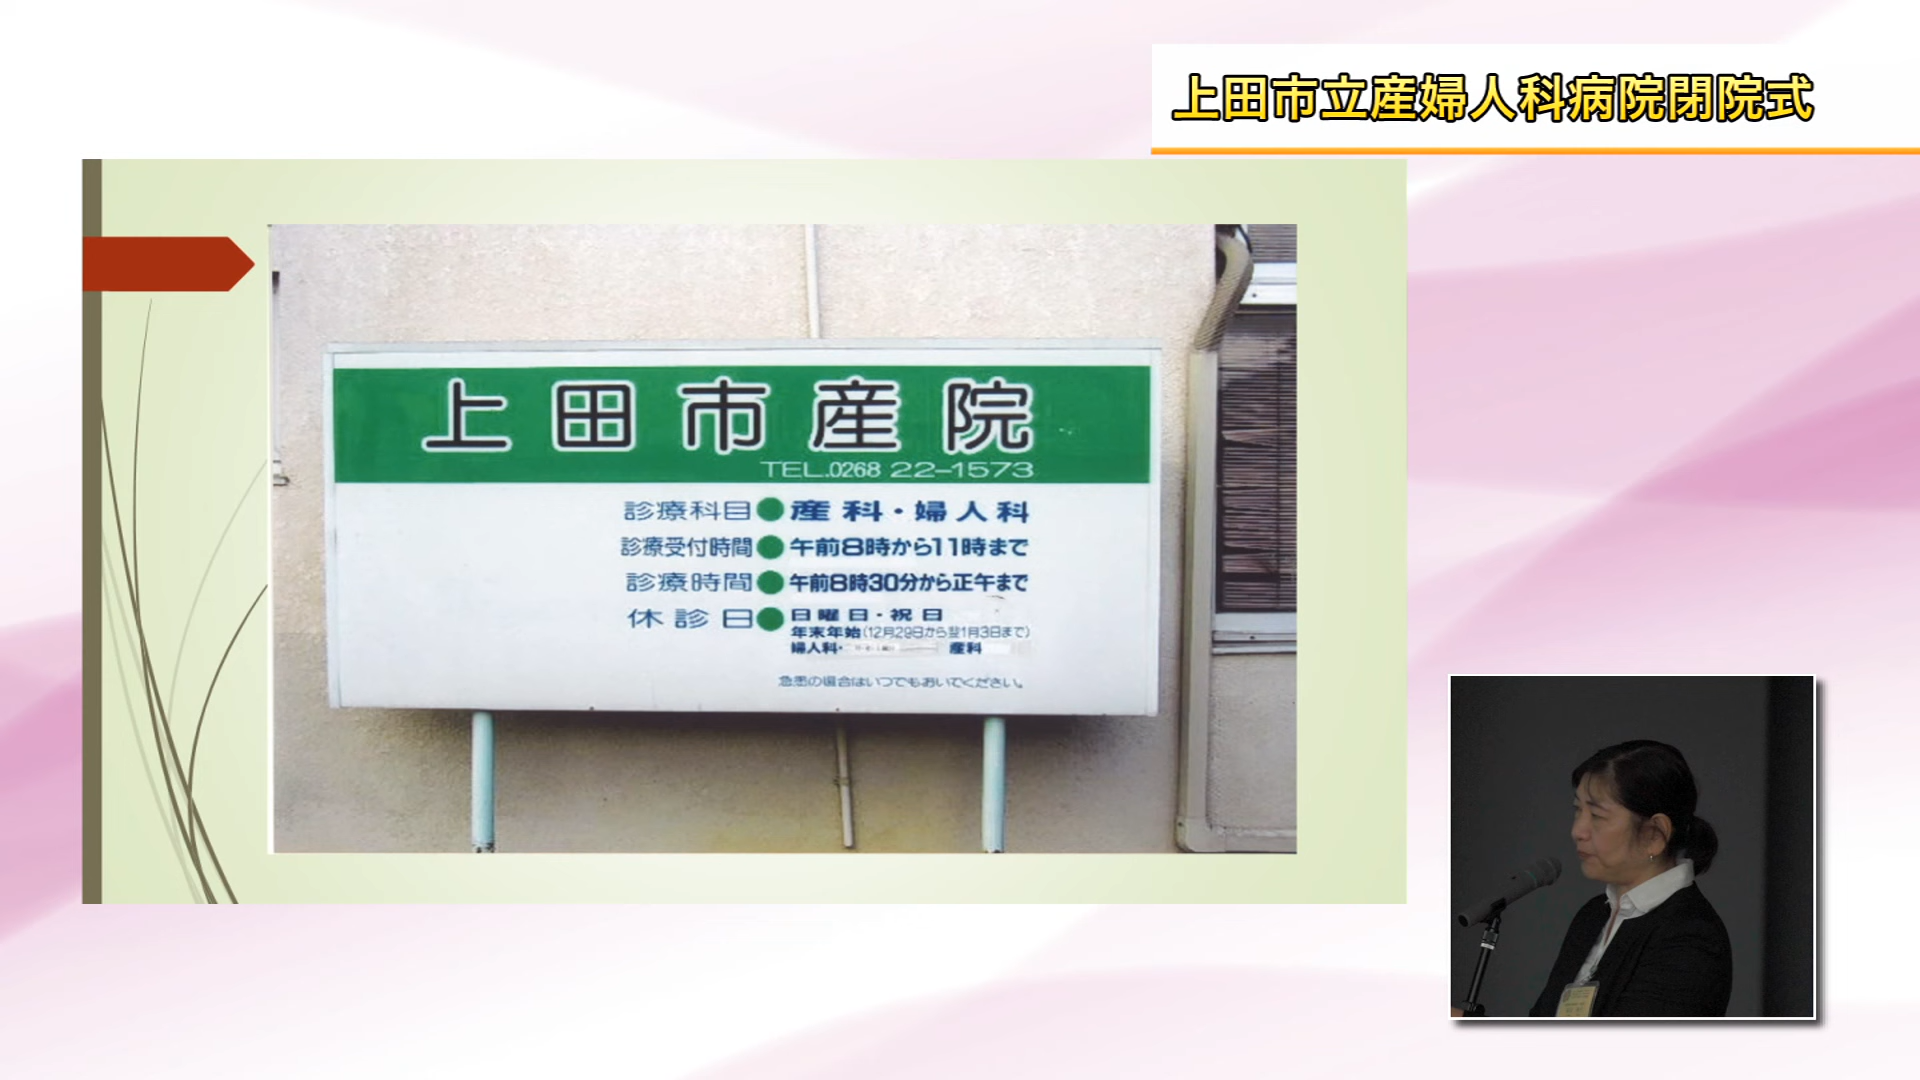 上田市立産婦人科病院閉院式
上田市産院
TEL.0268 22-1573
診療科目●産科・婦人科
診療受付時間●午前8時から11時まで
診療時間●午前8時30分から正午まで
休診日●日曜日・祝日
年末年始(12月29日から翌1月3日まで)
婦人科・ 産科
急患の場合はいつでもおいでください。